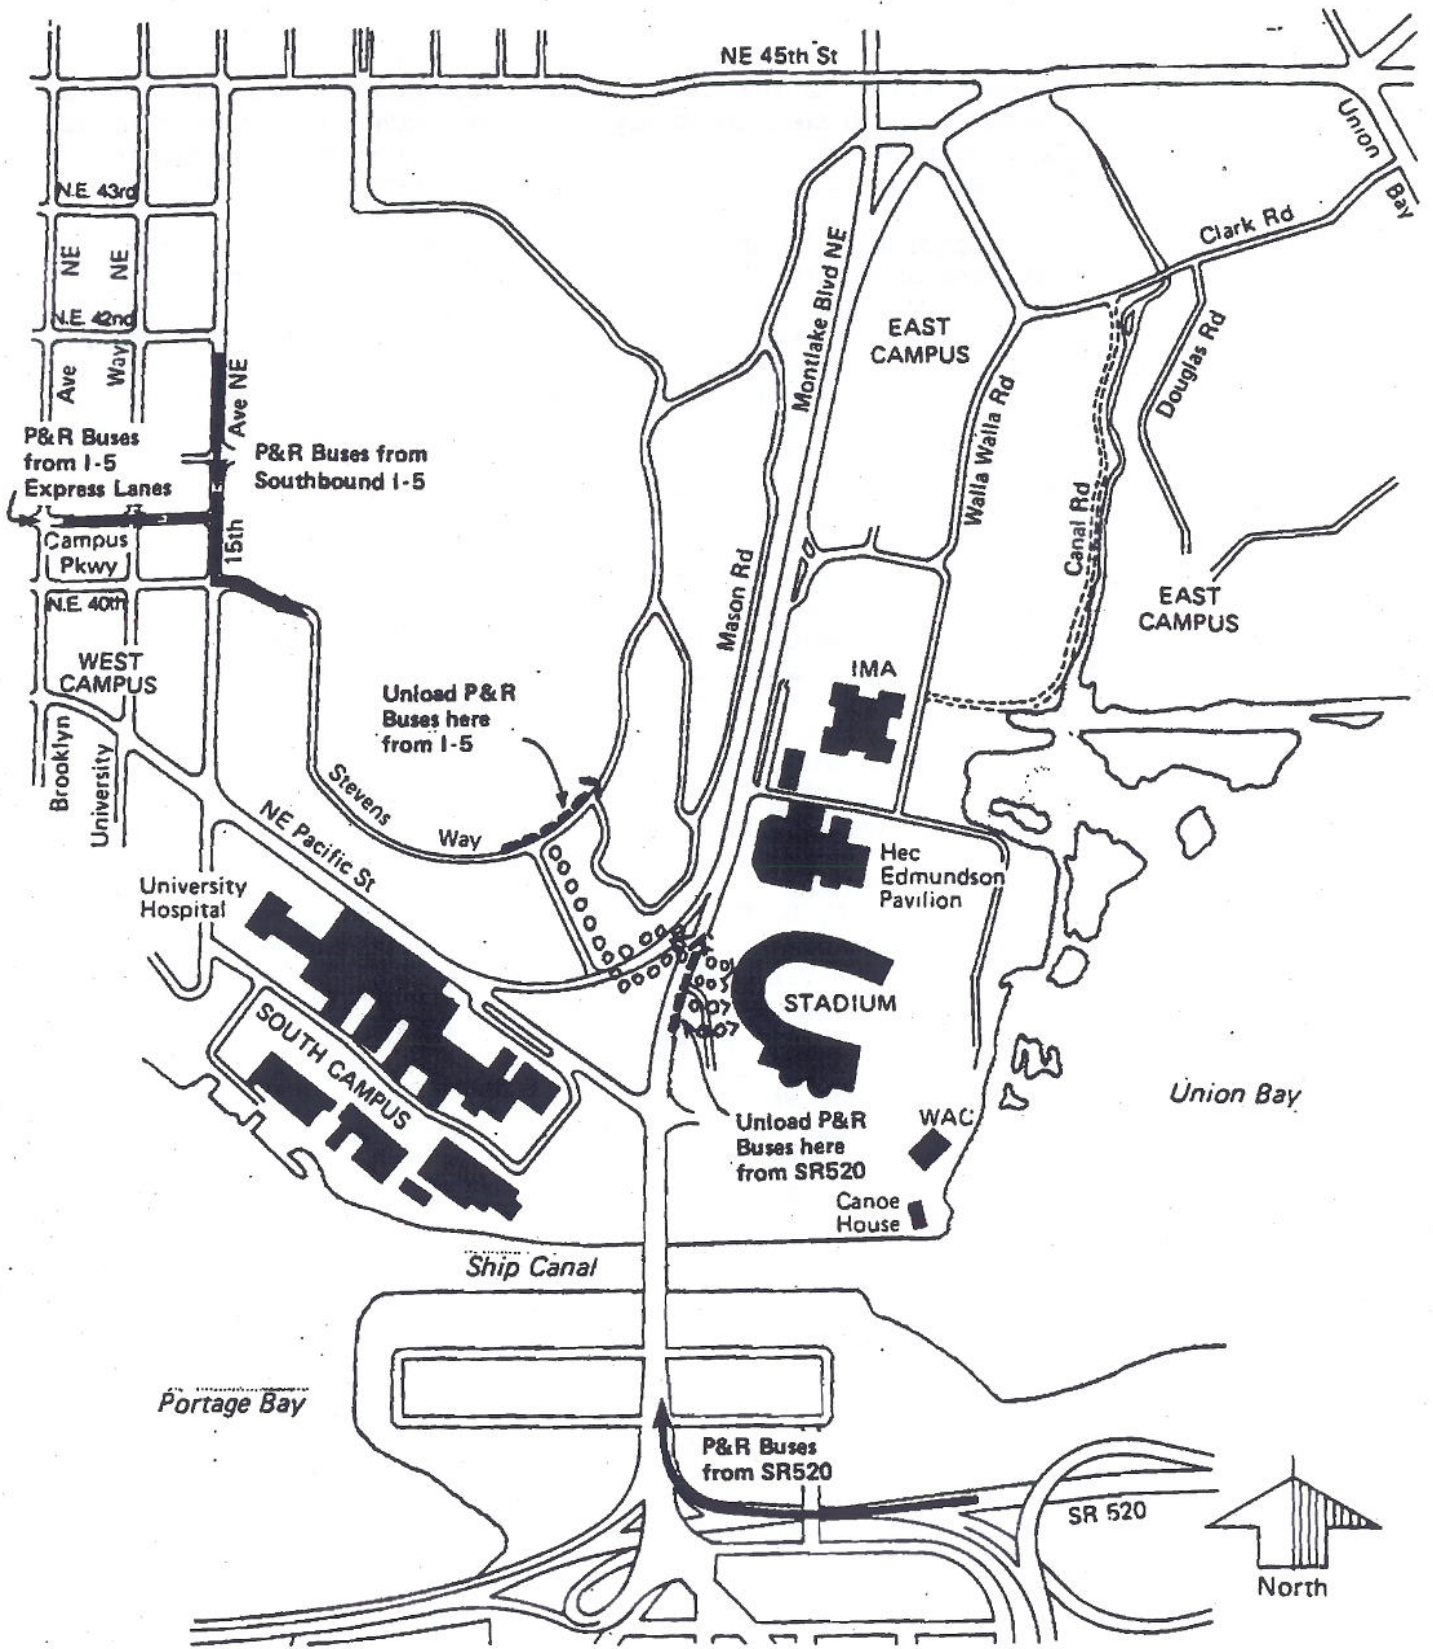 NE 45th St
Union
Bay
N.E. 43rd
Clark Rd
NE
NE
Montlake Blvd NE
N.E. 42nd
EAST
CAMPUS
Douglas Rd
Ave
Way
Ave NE
Walla Walla Rd
P&R Buses
from I-5
Express Lanes
P&R Buses from
Southbound I-5
Canal Rd
Campus
Pkwy
15th
Mason Rd
N.E. 40th
EAST
CAMPUS
WEST
CAMPUS
IMA
Unload P&R
Buses here
from I-5
Brooklyn
University
Stevens
Way
NE Pacific St
Hec
Edmundson
Pavilion
University
Hospital
STADIUM
SOUTH CAMPUS
Union Bay
Unload P&R
Buses here
from SR520
WAC
Canoe
House
Ship Canal
Portage Bay
P&R Buses
from SR520
SR 520
North